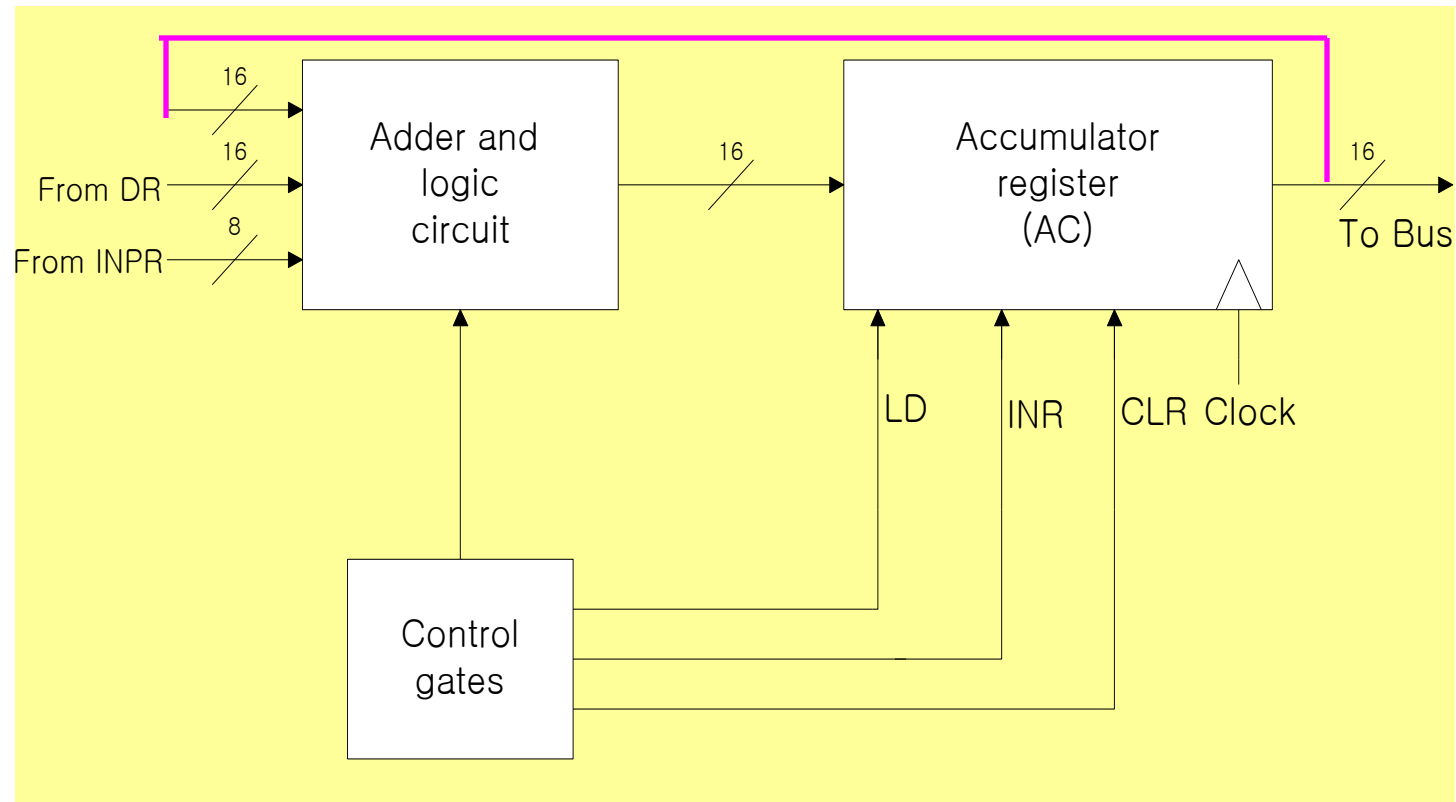 16
Adder and
logic
circuit
16
From DR
8
From INPR
16
Accumulator
register
(AC)
16
To Bus
LD
INR
CLR Clock
Control
gates